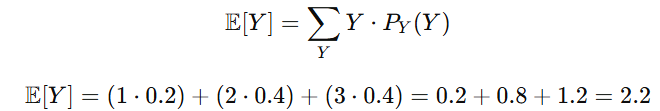 𝔼[Y] = ∑_Y Y · P_Y(Y)
𝔼[Y] = (1 · 0.2) + (2 · 0.4) + (3 · 0.4) = 0.2 + 0.8 + 1.2 = 2.2